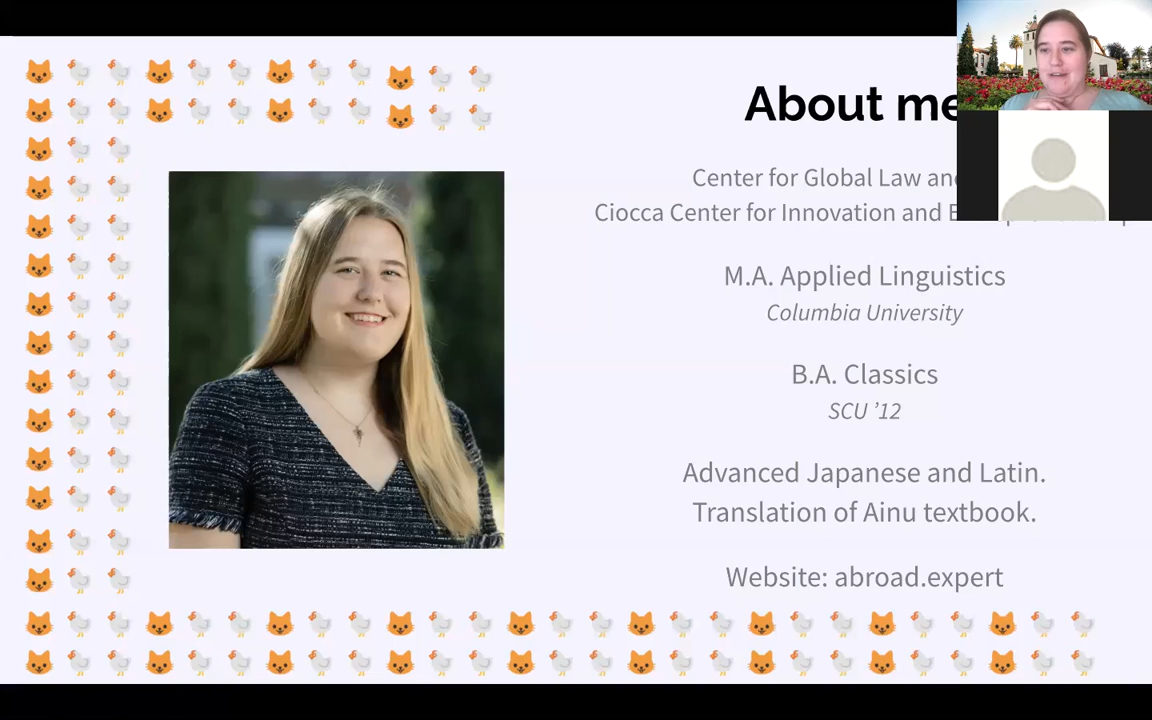 About me
Center for Global Law and
Ciocca Center for Innovation and
M.A. Applied Linguistics
Columbia University
B.A. Classics
SCU ’12
Advanced Japanese and Latin.
Translation of Ainu textbook.
Website: abroad.expert